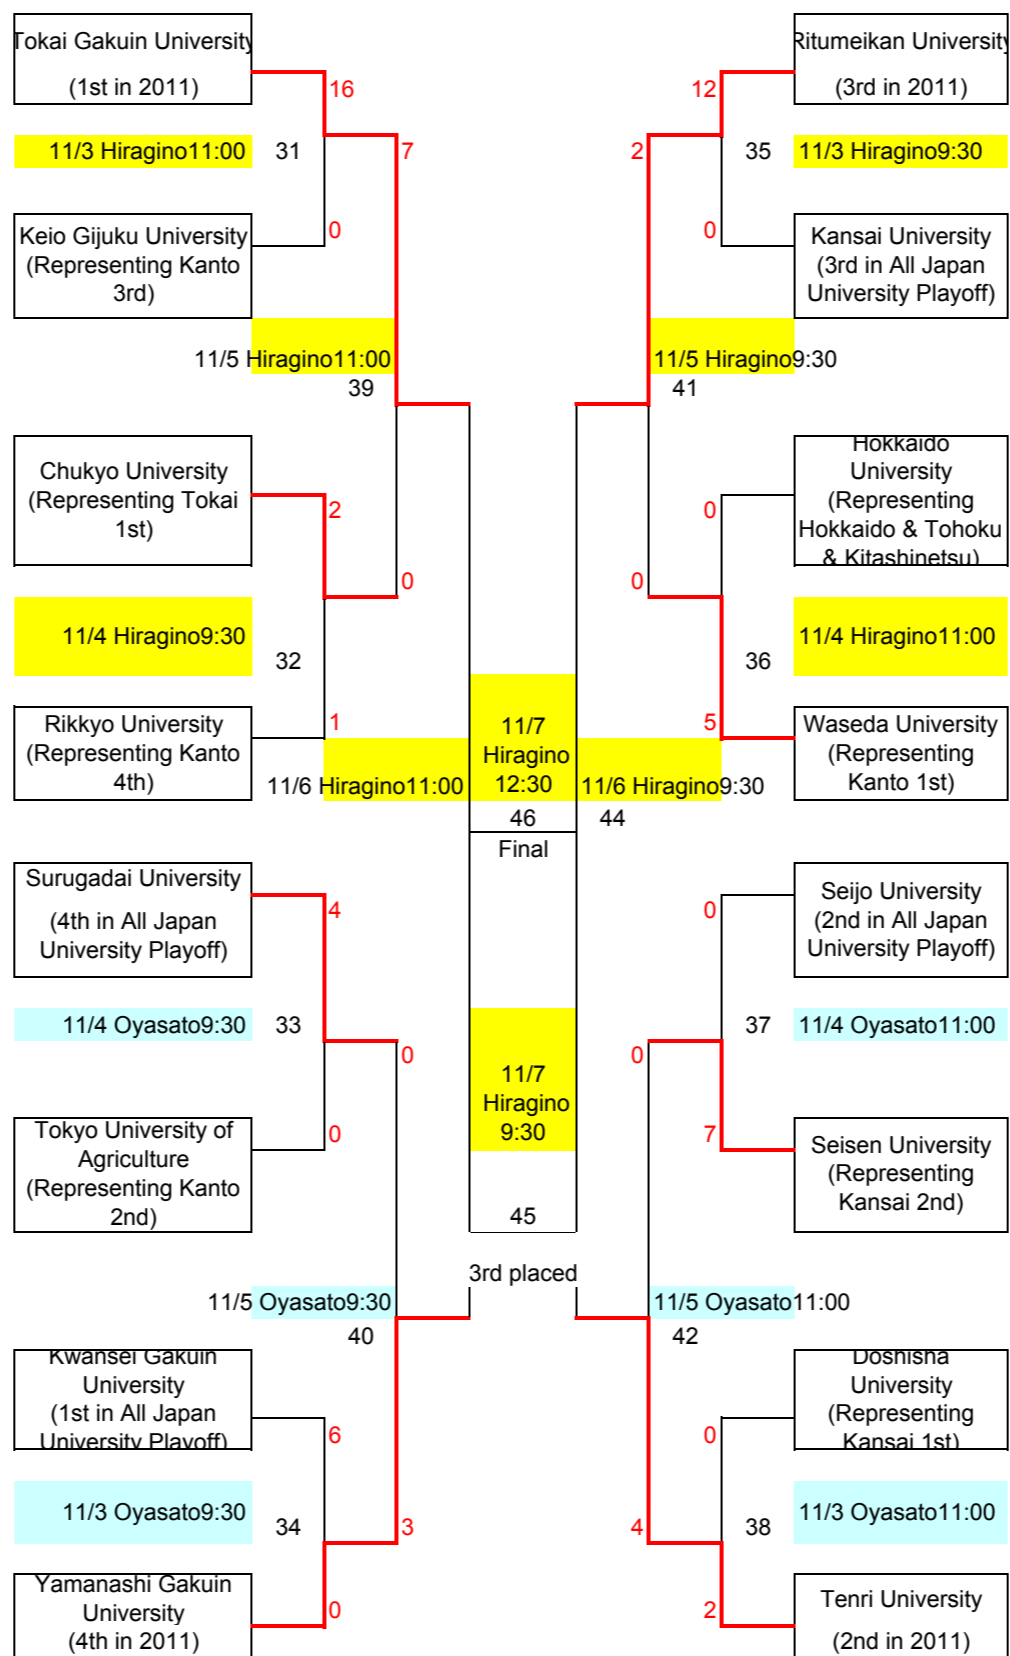 Tokai Gakuin University
(1st in 2011)
16
11/3 Hiragino11:00
31
7
Keio Gijuku University
(Representing Kanto
3rd)
0
11/5 Hiragino11:00
39
Chukyo University
(Representing Tokai
1st)
2
0
11/4 Hiragino9:30
32
Rikkyo University
(Representing Kanto
4th)
1
11/6 Hiragino11:00
Surugadai University
(4th in All Japan
University Playoff)
4
11/4 Oyasato9:30
33
0
Tokyo University of
Agriculture
(Representing Kanto
2nd)
0
11/5 Oyasato9:30
40
Kwansei Gakuin
University
(1st in All Japan
University Playoff)
6
11/3 Oyasato9:30
34
3
Yamanashi Gakuin
University
(4th in 2011)
0
11/7
Hiragino
12:30
46
Final
11/7
Hiragino
9:30
45
3rd placed
Ritumeikan University
(3rd in 2011)
12
2
35
11/3 Hiragino9:30
0
Kansai University
(3rd in All Japan
University Playoff)
11/5 Hiragino9:30
41
Hokkaido
University
(Representing
Hokkaido & Tohoku
& Kitashinetsu)
0
0
36
11/4 Hiragino11:00
5
Waseda University
(Representing
Kanto 1st)
11/6 Hiragino9:30
44
Seijo University
(2nd in All Japan
University Playoff)
0
37
11/4 Oyasato11:00
0
7
Seisen University
(Representing
Kansai 2nd)
11/5 Oyasato11:00
42
Doshisha
University
(Representing
Kansai 1st)
0
38
11/3 Oyasato11:00
4
2
Tenri University
(2nd in 2011)